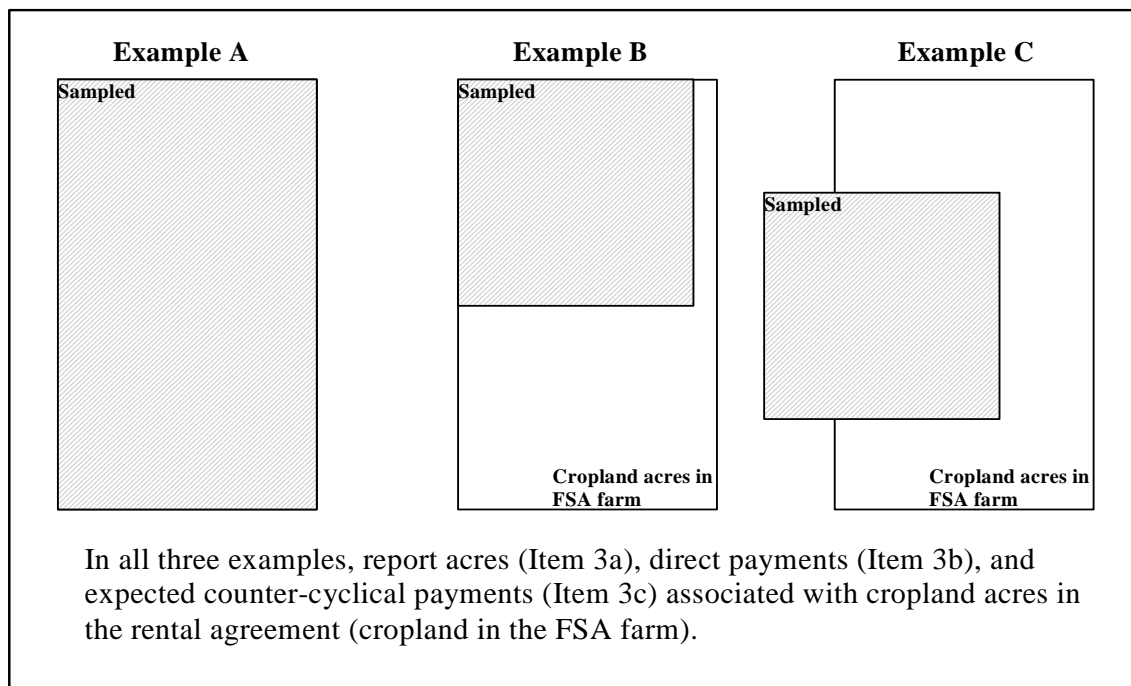 Example A
Example B
Example C
Sampled
Sampled
Sampled
Cropland acres in
FSA farm
Cropland acres in
FSA farm
In all three examples, report acres (Item 3a), direct payments (Item 3b), and
expected counter-cyclical payments (Item 3c) associated with cropland acres in
the rental agreement (cropland in the FSA farm).